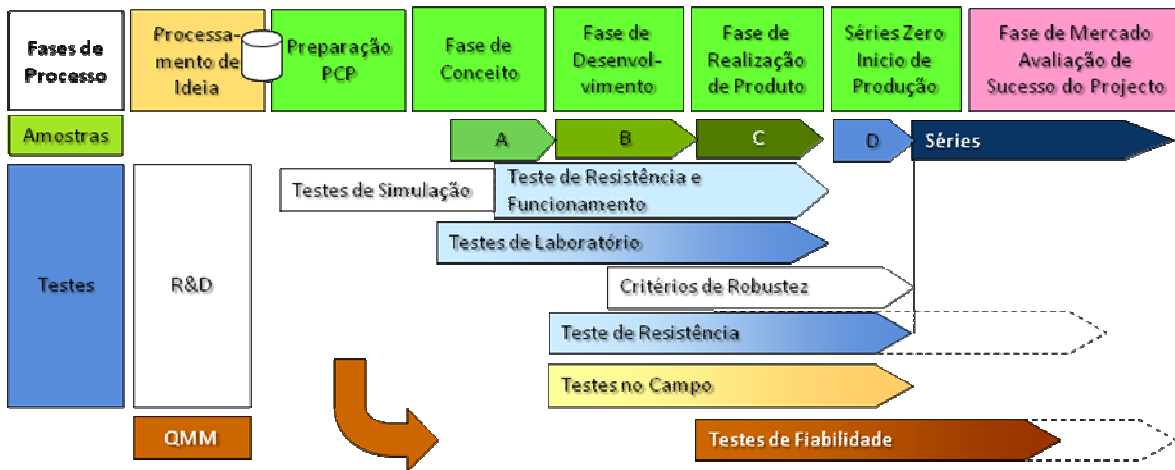 Fases de
Processo
Processa-
mento de
Ideia
Preparação
PCP
Fase de
Conceito
Fase de
Desenvol-
vimento
Fase de
Realização
de Produto
Séries Zero
Inicio de
Produção
Fase de Mercado
Avaliação de
Sucesso do Projecto
Amostras
A
B
C
D
Séries
Testes
R&D
Testes de Simulação
Teste de Resistência e
Funcionamento
Testes de Laboratório
Critérios de Robustez
Teste de Resistência
Testes no Campo
QMM
Testes de Fiabilidade